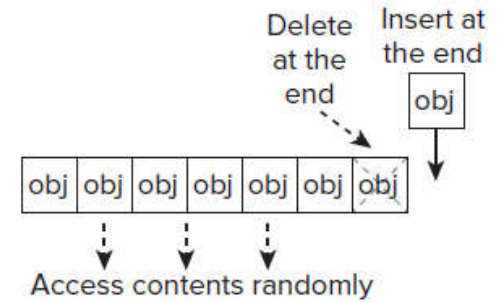 Delete
at the
end
Insert at
the end
obj
obj obj obj obj obj obj obj
Access contents randomly